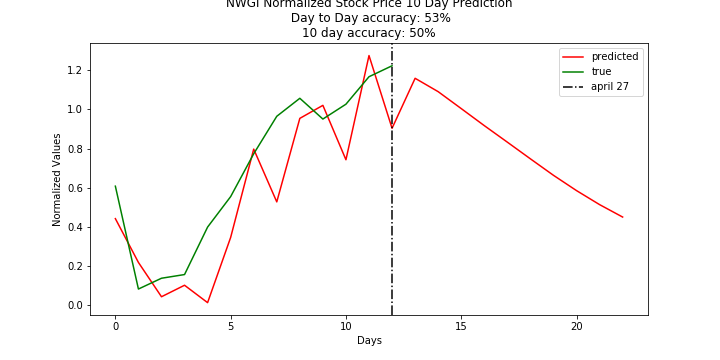 NWGI Normalized Stock Price 10 Day Prediction
Day to Day accuracy: 53%
10 day accuracy: 50%
predicted
true
april 27
Normalized Values
1.2
1.0
0.8
0.6
0.4
0.2
0.0
0 5 10 15 20
Days